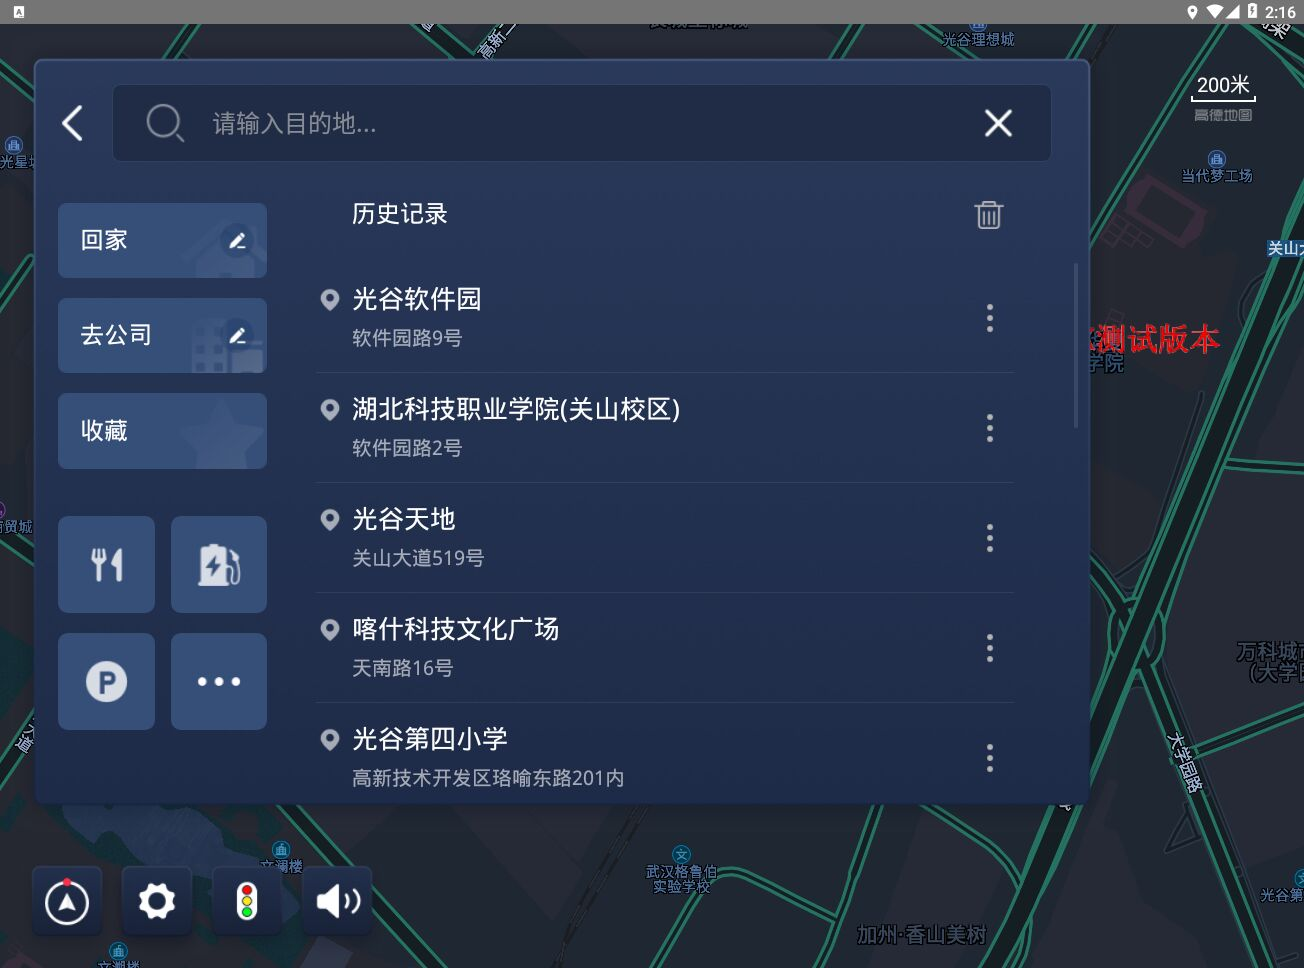 2:16
光谷理想城
高新二
200米
高德地图
请输入目的地...
当代梦工场
历史记录
回家
关山大
光谷软件园
软件园路9号
去公司
测试版本
学院
湖北科技职业学院(关山校区)
软件园路2号
收藏
光谷天地
关山大道519号
贸城
喀什科技文化广场
天南路16号
万科城市
(大学
光谷第四小学
高新技术开发区珞喻东路201内
大学园路
文澜楼
武汉格鲁伯
实验学校
光谷第
加州·香山美树